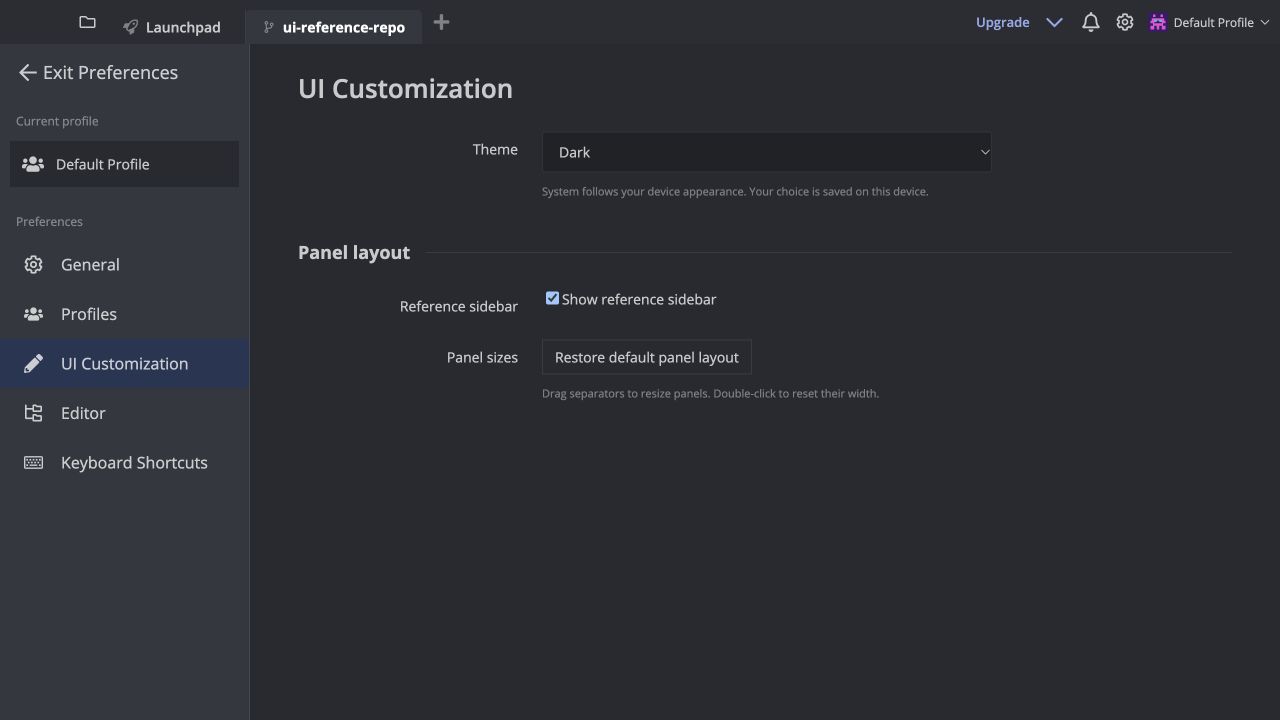 Launchpad
ui-reference-repo
Upgrade
Default Profile
Exit Preferences
Current profile
Default Profile
Preferences
General
Profiles
UI Customization
Editor
Keyboard Shortcuts
UI Customization
Theme
Dark
System follows your device appearance. Your choice is saved on this device.
Panel layout
Reference sidebar
Show reference sidebar
Panel sizes
Restore default panel layout
Drag separators to resize panels. Double-click to reset their width.